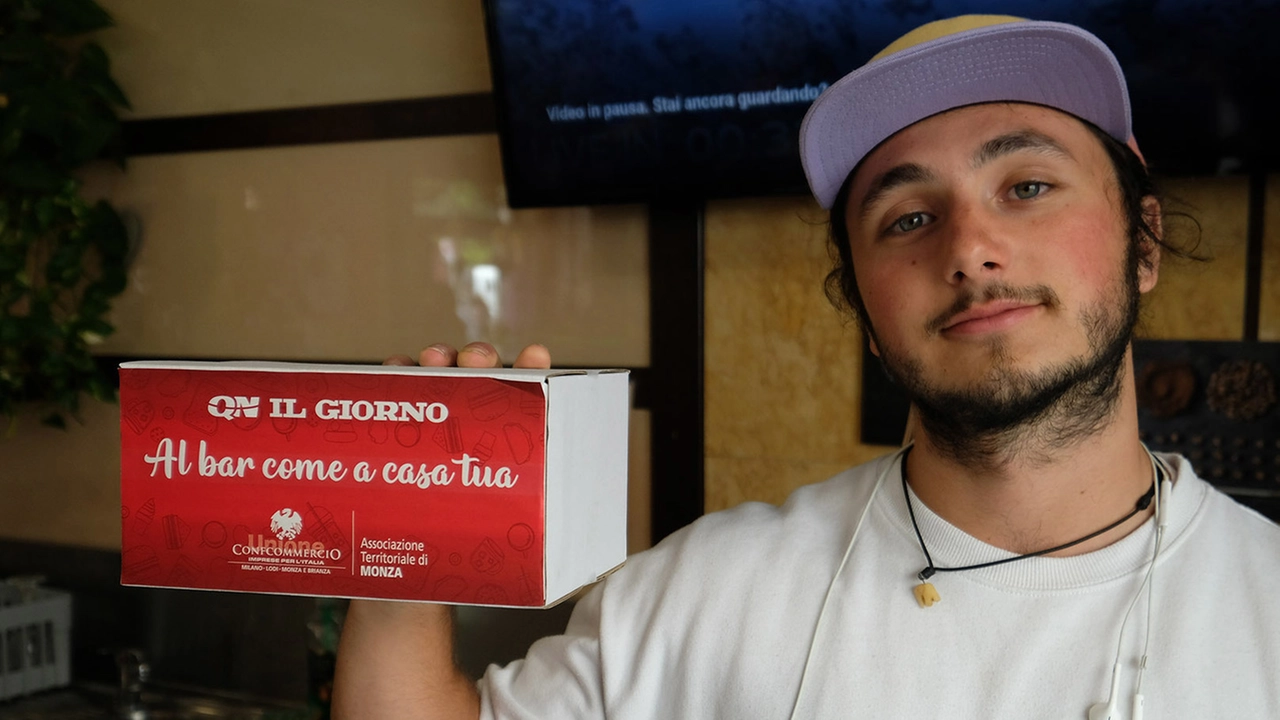 Video in pausa. Stai ancora guardando?
QN IL GIORNO
Al bar come a casa tua
Unione
CONFCOMMERCIO
IMPRESE PER L'ITALIA
MILANO - LODI - MONZA E BRIANZA
Associazione
Territoriale di
MONZA